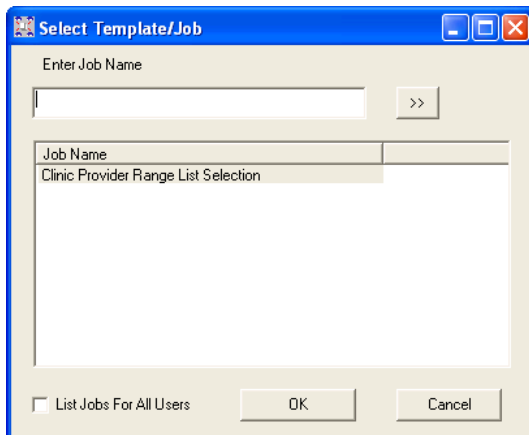 Select Template/Job
Enter Job Name
>>
Job Name
Clinic Provider Range List Selection
List Jobs For All Users
OK
Cancel